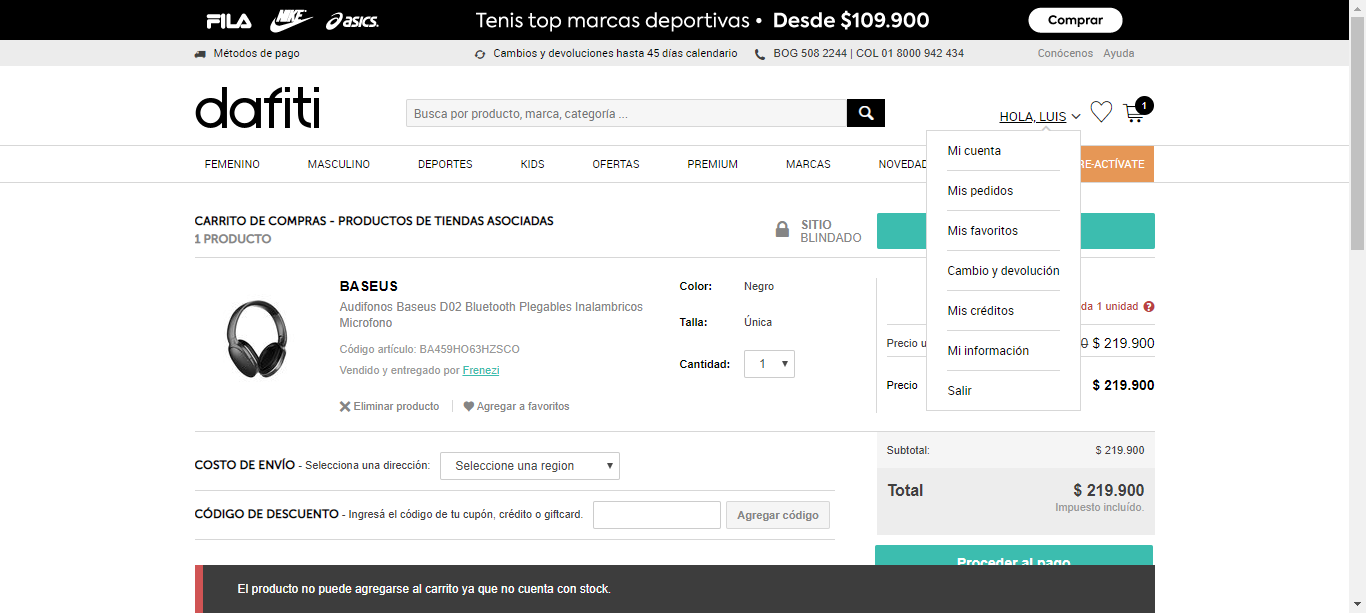 FILA NIKE asics. Tenis top marcas deportivas • Desde $109.900 Comprar
Métodos de pago Cambios y devoluciones hasta 45 días calendario BOG 508 2244 | COL 01 8000 942 434 Conócenos Ayuda
dafiti Busca por producto, marca, categoría ... HOLA, LUIS 1
FEMENINO MASCULINO DEPORTES KIDS OFERTAS PREMIUM MARCAS NOVEDAD RE-ACTÍVATE
Mi cuenta
Mis pedidos
Mis favoritos
Cambio y devolución
Mis créditos
Mi información
Salir
CARRITO DE COMPRAS - PRODUCTOS DE TIENDAS ASOCIADAS
1 PRODUCTO
SITIO
BLINDADO
BASEUS
Audifonos Baseus D02 Bluetooth Plegables Inalambricos
Microfono
Código artículo: BA459HO63HZSCO
Vendido y entregado por Frenezi
Eliminar producto Agregar a favoritos
Color: Negro
Talla: Única
Cantidad: 1
da 1 unidad ?
Precio u 0 $ 219.900
Precio $ 219.900
COSTO DE ENVÍO - Selecciona una dirección: Seleccione una region
CÓDIGO DE DESCUENTO - Ingresá el código de tu cupón, crédito o giftcard. Agregar código
Subtotal: $ 219.900
Total $ 219.900
Impuesto incluído.
Proceder al pago
El producto no puede agregarse al carrito ya que no cuenta con stock.